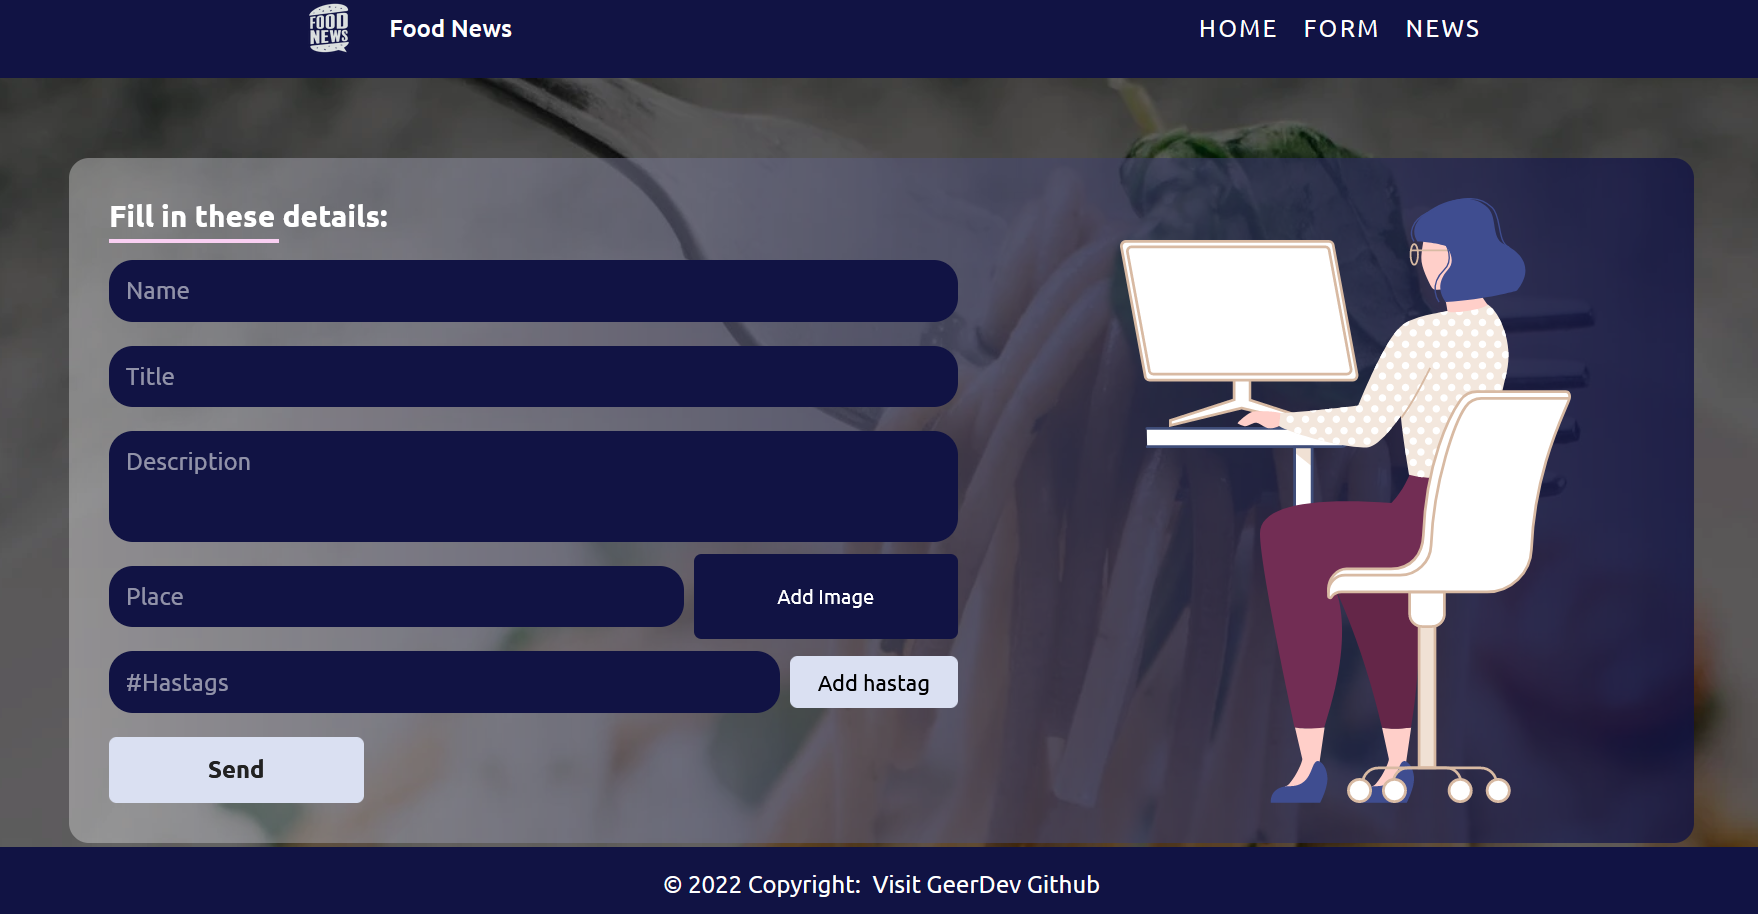 FOOD
NEWS
Food News
HOME FORM NEWS
Fill in these details:
Name
Title
Description
Place
Add Image
#Hastags
Add hastag
Send
© 2022 Copyright: Visit GeerDev Github